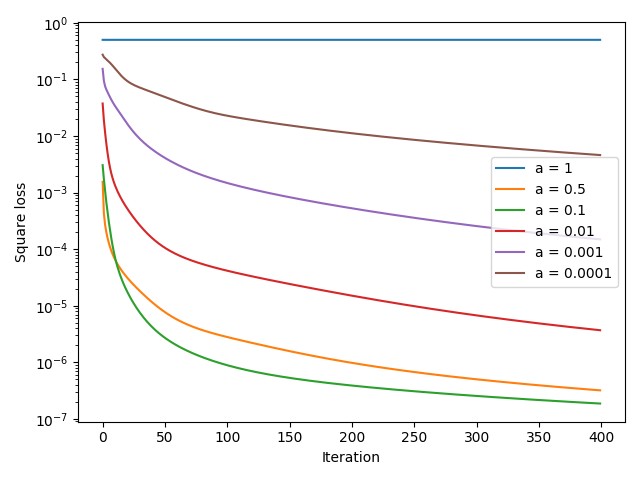 10^0
10^-1
10^-2
10^-3
10^-4
10^-5
10^-6
10^-7
Square loss
a = 1
a = 0.5
a = 0.1
a = 0.01
a = 0.001
a = 0.0001
0 50 100 150 200 250 300 350 400
Iteration